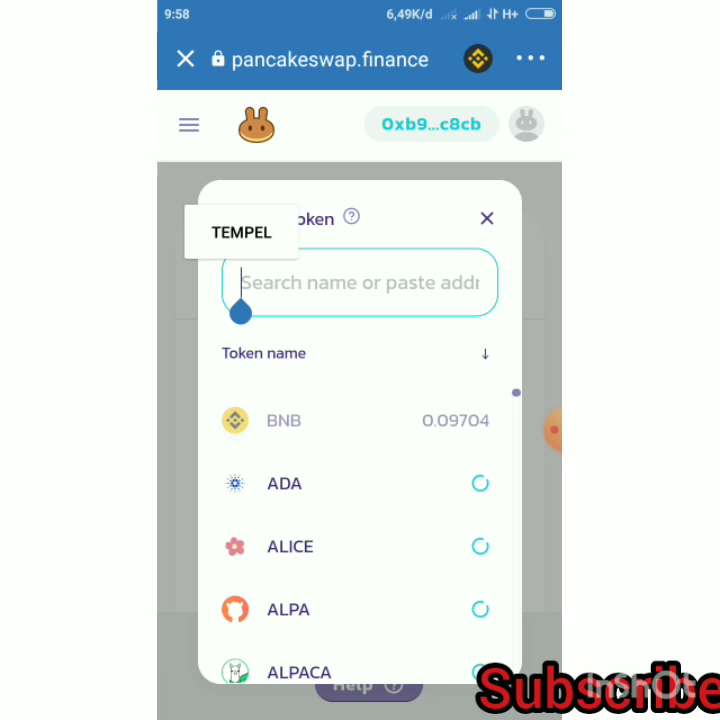 9:58 6,49K/d H+
pancakeswap.finance
0xb9...c8cb
oken
TEMPEL
Search name or paste addr
Token name
BNB 0.09704
ADA
ALICE
ALPA
ALPACA
Help
Subscribe
InShot